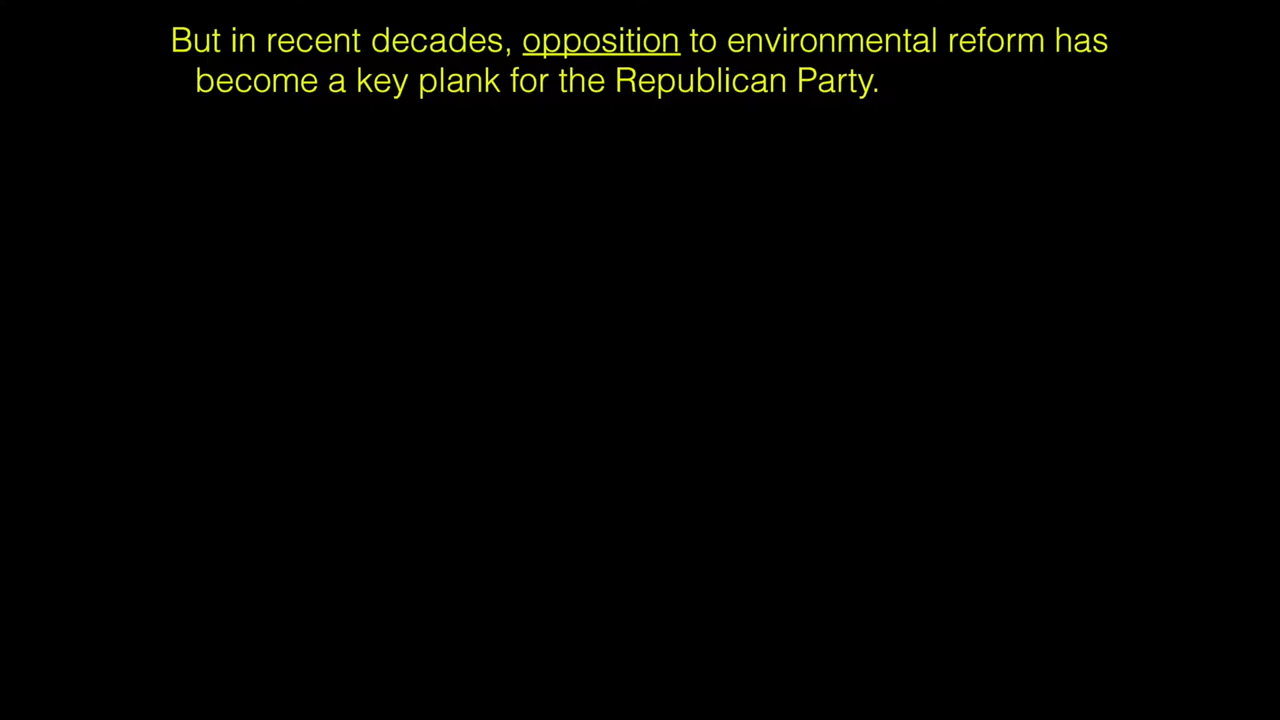 But in recent decades, opposition to environmental reform has
become a key plank for the Republican Party.